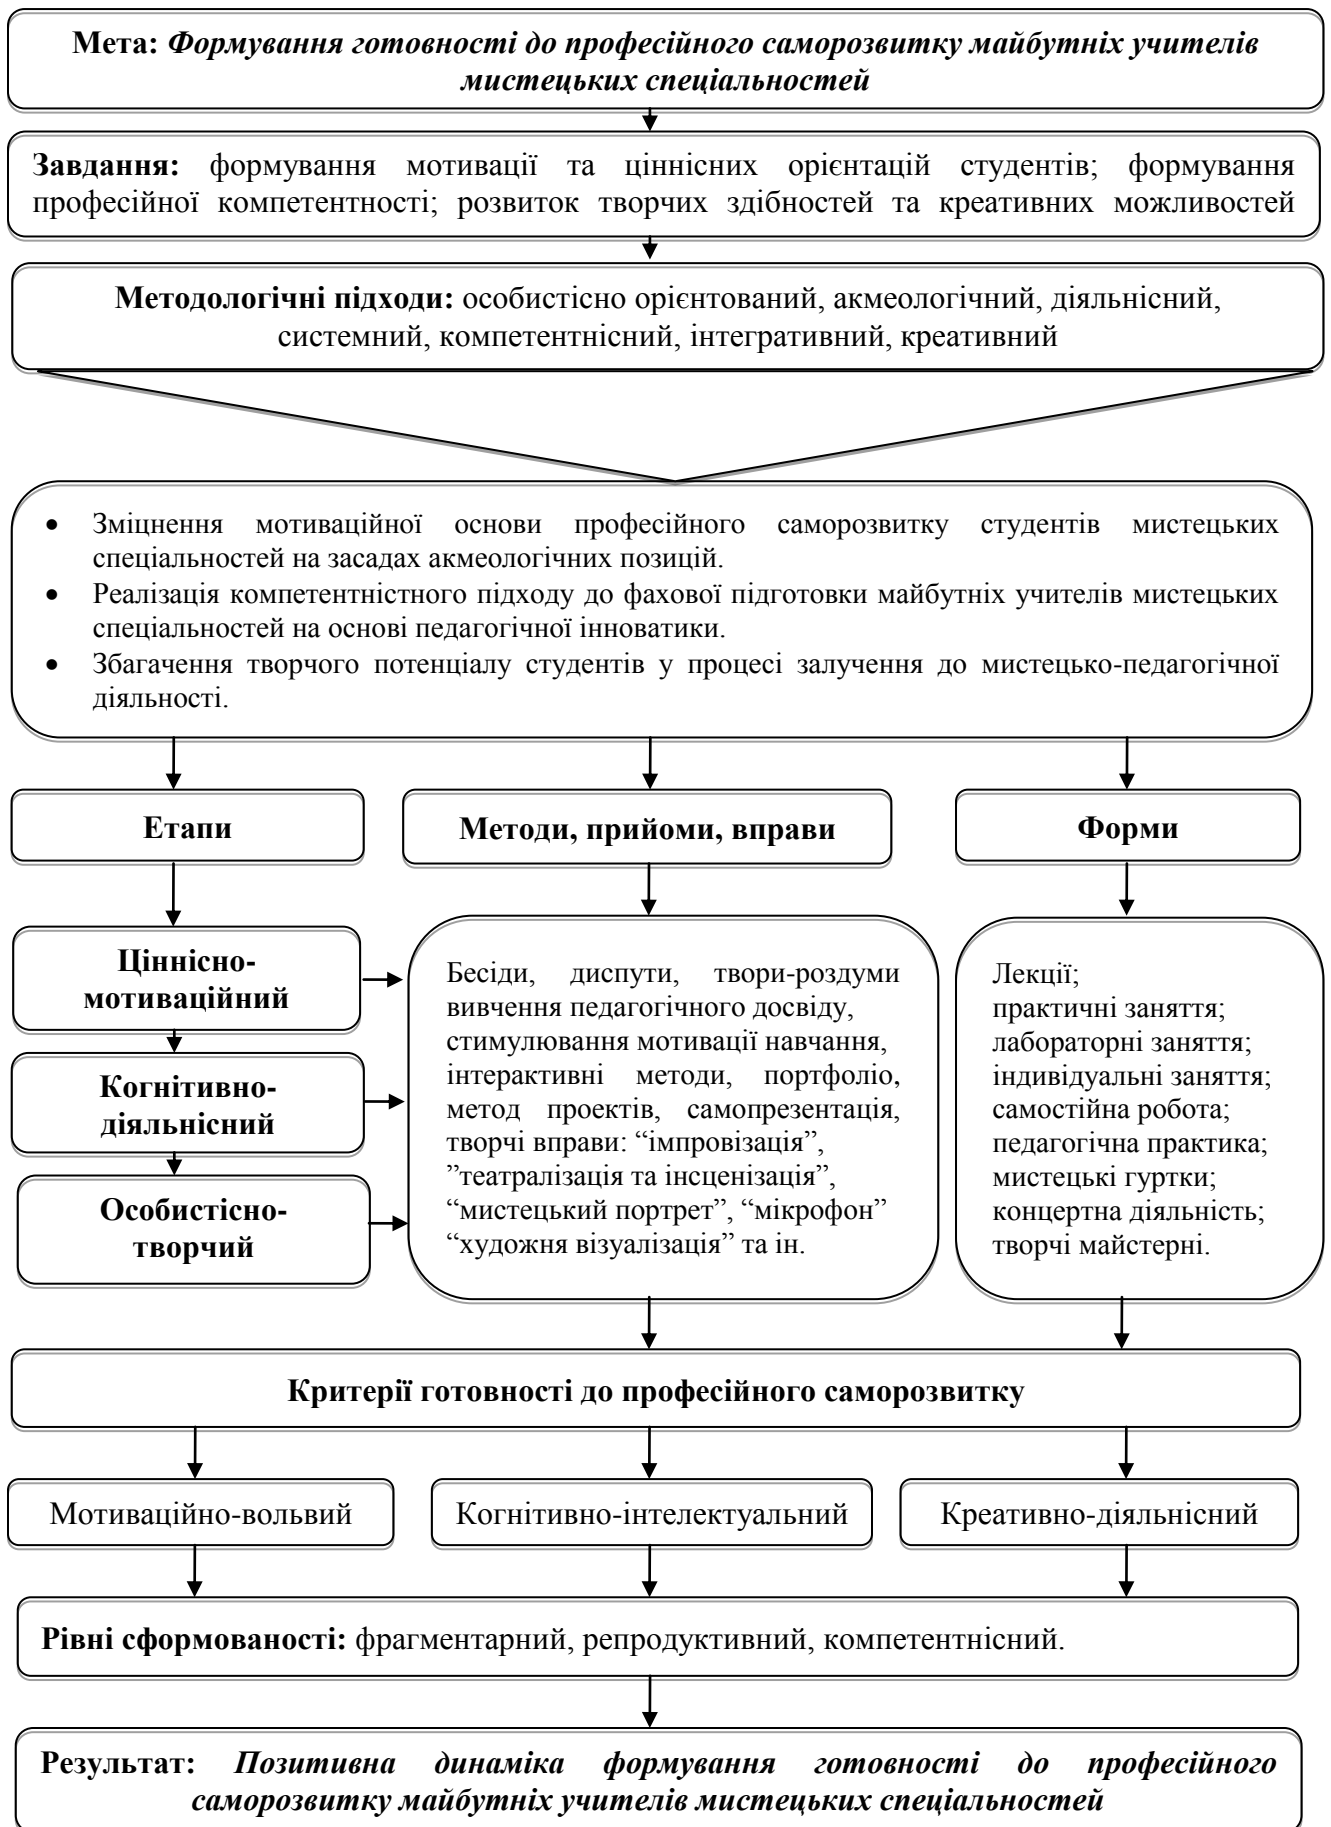 Мета: Формування готовності до професійного саморозвитку майбутніх учителів
мистецьких спеціальностей
Завдання: формування мотивації та ціннісних орієнтацій студентів; формування
професійної компетентності; розвиток творчих здібностей та креативних можливостей
Методологічні підходи: особистісно орієнтований, акмеологічний, діяльнісний,
системний, компетентнісний, інтегративний, креативний
• Зміцнення мотиваційної основи професійного саморозвитку студентів мистецьких
спеціальностей на засадах акмеологічних позицій.
• Реалізація компетентністного підходу до фахової підготовки майбутніх учителів мистецьких
спеціальностей на основі педагогічної інноватики.
• Збагачення творчого потенціалу студентів у процесі залучення до мистецько-педагогічної
діяльності.
Етапи
Методи, прийоми, вправи
Форми
Ціннісно-
мотиваційний
Когнітивно-
діяльнісний
Особистісно-
творчий
Бесіди, диспути, твори-роздуми
вивчення педагогічного досвіду,
стимулювання мотивації навчання,
інтерактивні методи, портфоліо,
метод проектів, самопрезентація,
творчі вправи: “імпровізація”,
”театралізація та інсценізація”,
“мистецький портрет”, “мікрофон”
“художня візуалізація” та ін.
Лекції;
практичні заняття;
лабораторні заняття;
індивідуальні заняття;
самостійна робота;
педагогічна практика;
мистецькі гуртки;
концертна діяльність;
творчі майстерні.
Критерії готовності до професійного саморозвитку
Мотиваційно-вольвий
Когнітивно-інтелектуальний
Креативно-діяльнісний
Рівні сформованості: фрагментарний, репродуктивний, компетентнісний.
Результат: Позитивна динаміка формування готовності до професійного
саморозвитку майбутніх учителів мистецьких спеціальностей